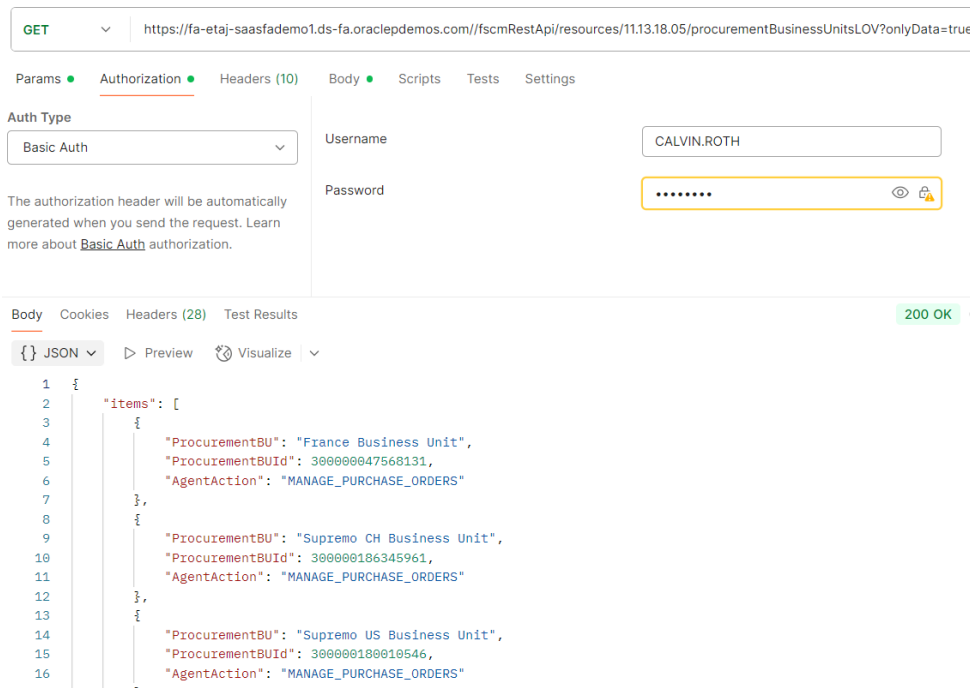 GET https://fa-etaj-saasfademo1.ds-fa.oraclepdemos.com//fscmRestApi/resources/11.13.18.05/procurementBusinessUnitsLOV?onlyData=true
Params Authorization Headers (10) Body Scripts Tests Settings
Auth Type
Basic Auth
The authorization header will be automatically
generated when you send the request. Learn
more about Basic Auth authorization.
Username CALVIN.ROTH
Password ••••••••
Body Cookies Headers (28) Test Results 200 OK
{} JSON Preview Visualize
1 {
2 "items": [
3 {
4 "ProcurementBU": "France Business Unit",
5 "ProcurementBUId": 300000047568131,
6 "AgentAction": "MANAGE_PURCHASE_ORDERS"
7 },
8 {
9 "ProcurementBU": "Supremo CH Business Unit",
10 "ProcurementBUId": 300000186345961,
11 "AgentAction": "MANAGE_PURCHASE_ORDERS"
12 },
13 {
14 "ProcurementBU": "Supremo US Business Unit",
15 "ProcurementBUId": 300000180010546,
16 "AgentAction": "MANAGE_PURCHASE_ORDERS"